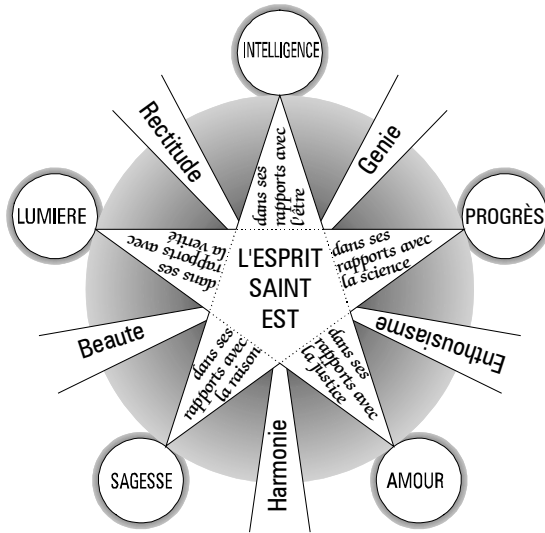 INTELLIGENCE
Rectitude
Genie
dans ses
rapports avec
l'être
LUMIERE
PROGRÈS
dans ses
rapports avec
la vérité
L'ESPRIT
SAINT
EST
dans ses
rapports avec
la science
Beaute
Enthousiasme
dans ses
rapports avec
la raison
dans ses
rapports avec
la justice
SAGESSE
Harmonie
AMOUR